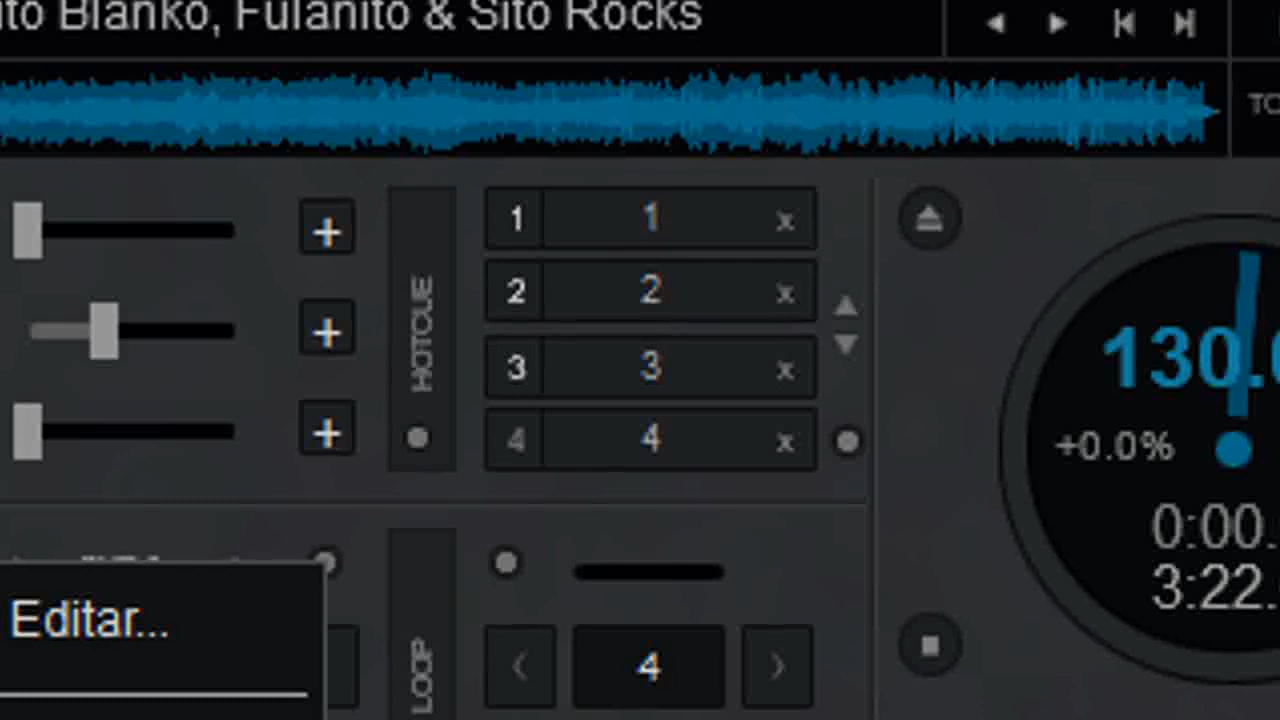 Blanko, Fulanito & Sito Rocks
1 1 x
2 2 x
3 3 x
4 4 x
HOTCUE
130.
+0.0%
0:00.
3:22.
Editar...
LOOP
4